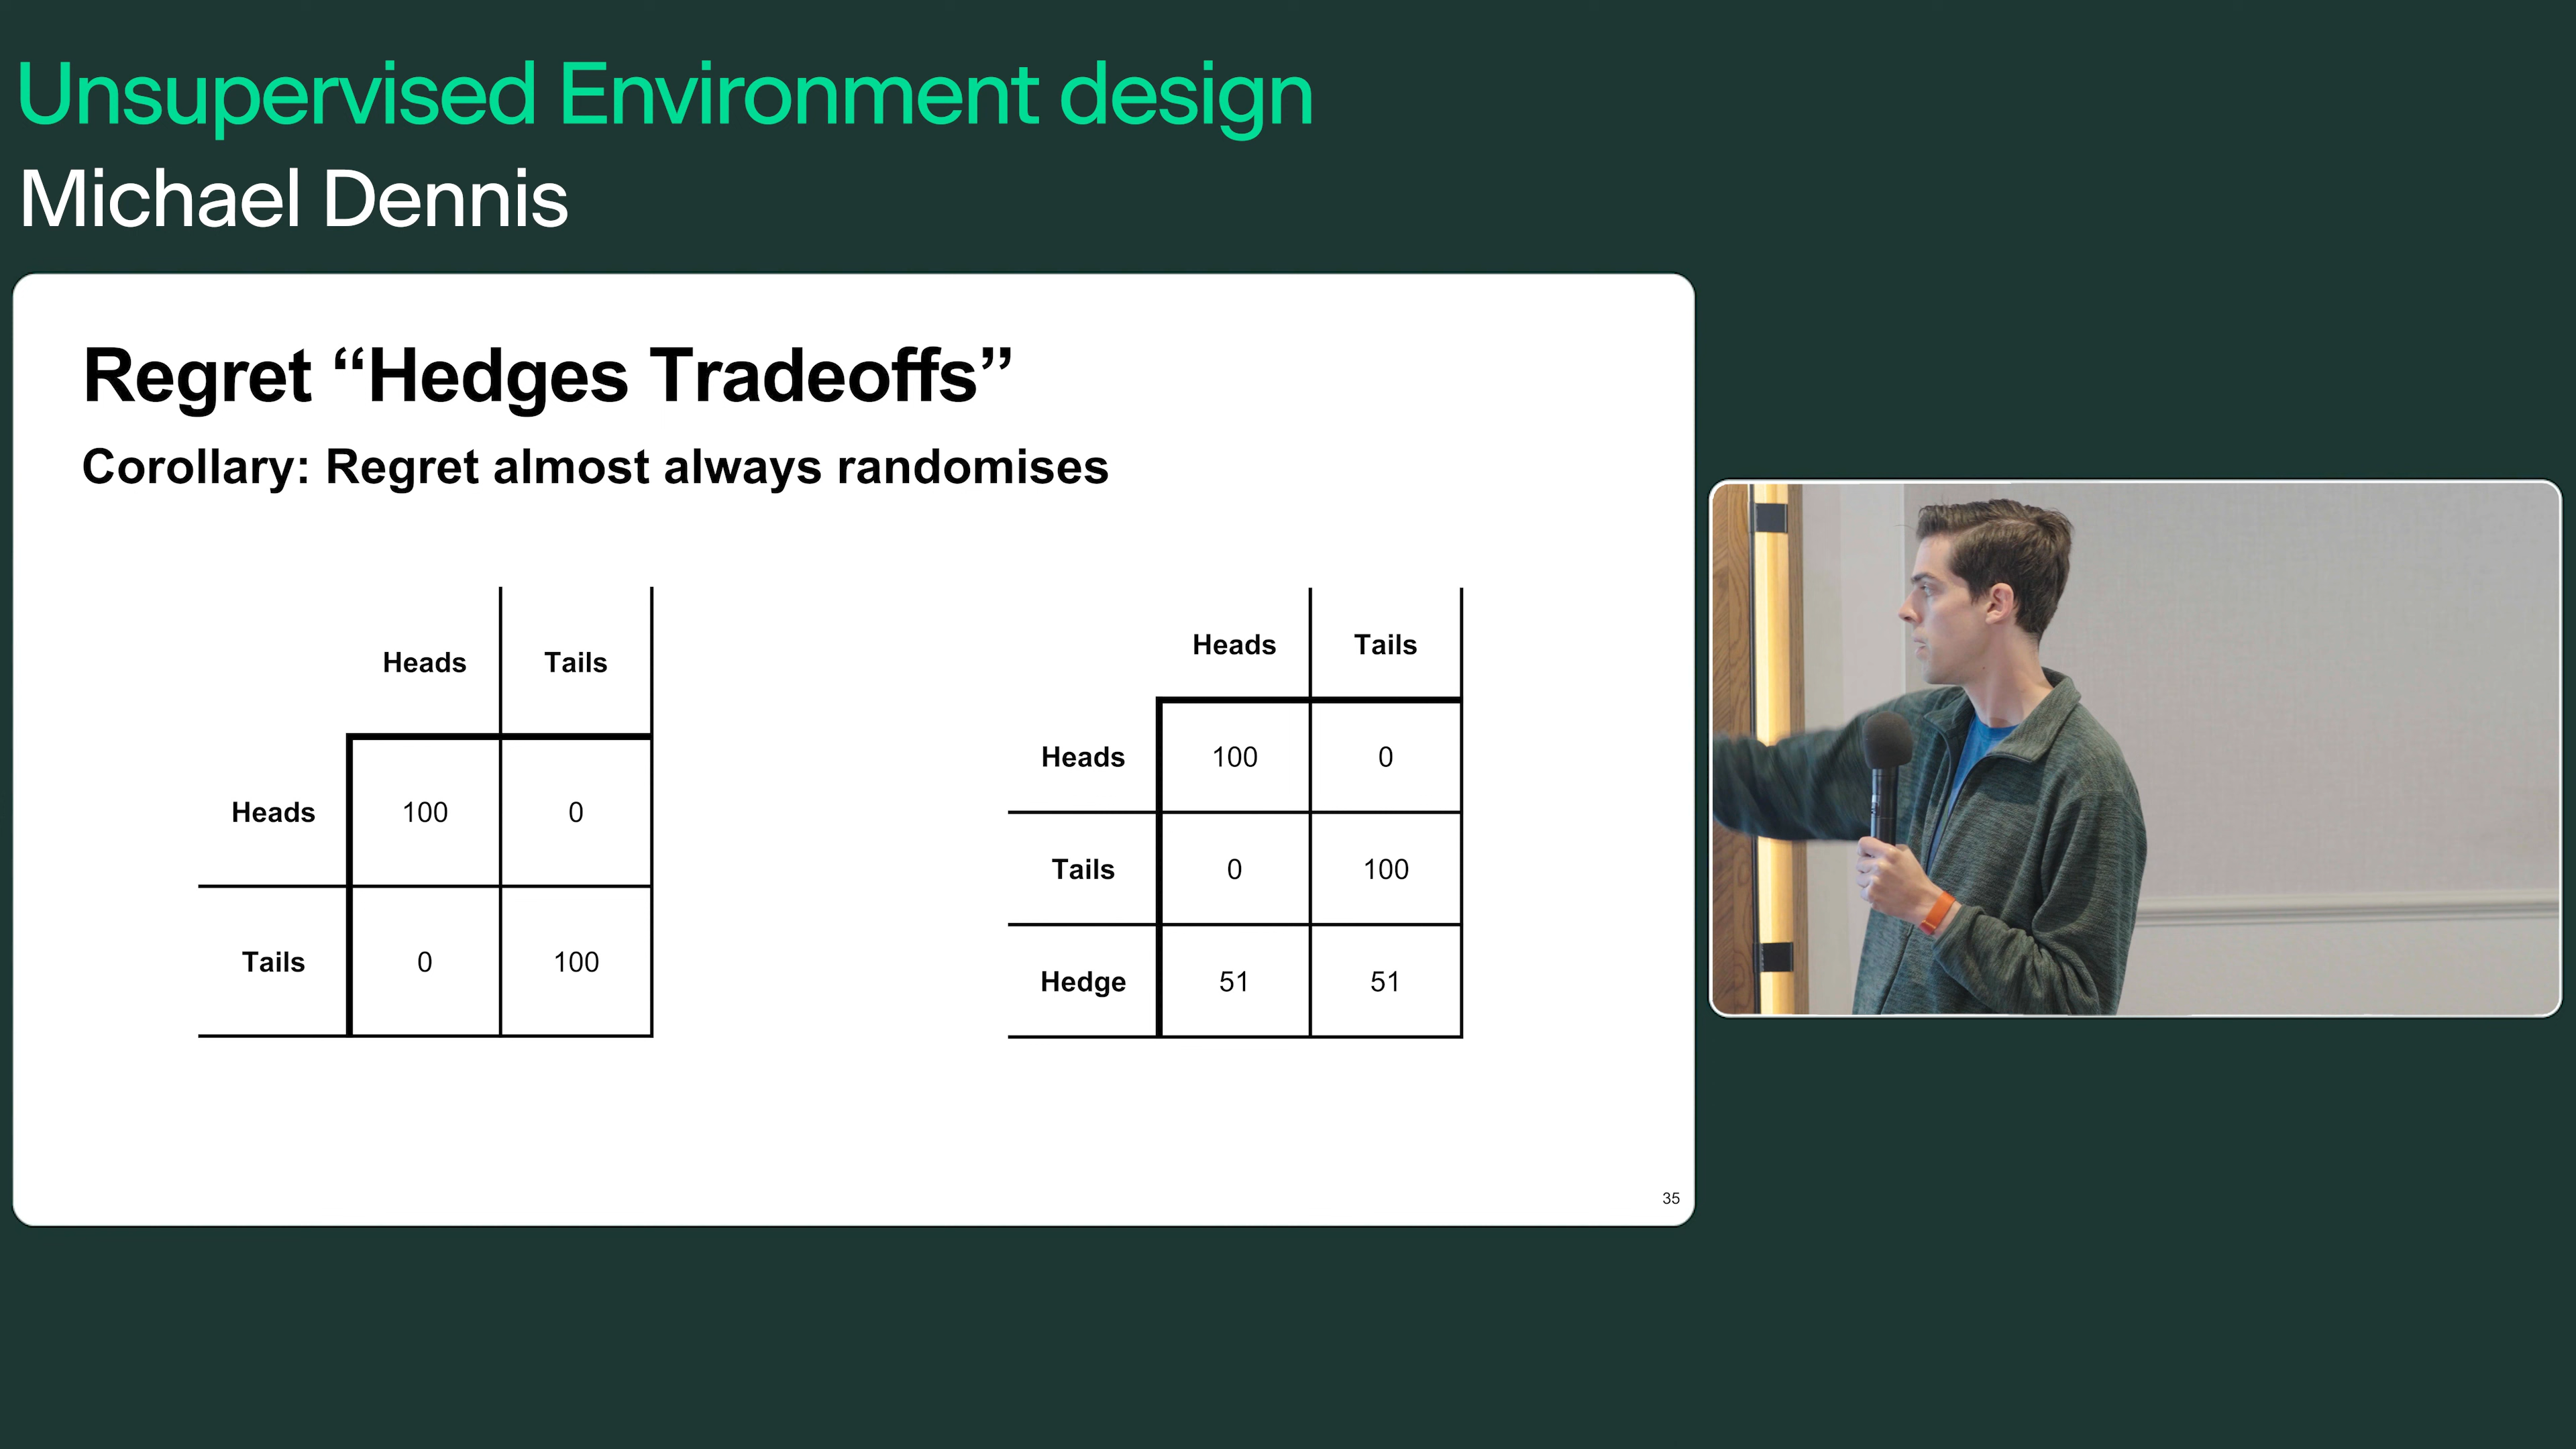 Unsupervised Environment design
Michael Dennis
Regret “Hedges Tradeoffs”
Corollary: Regret almost always randomises
Heads Tails
Heads 100 0
Tails 0 100
Heads Tails
Heads 100 0
Tails 0 100
Hedge 51 51
35